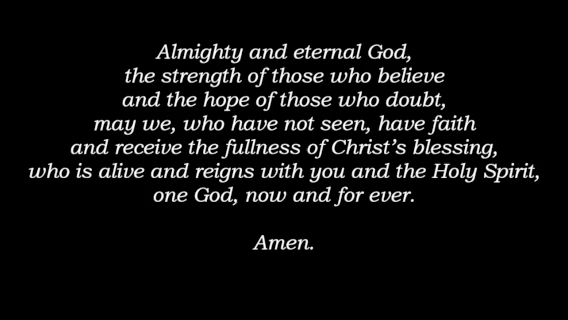 Almighty and eternal God,
the strength of those who believe
and the hope of those who doubt,
may we, who have not seen, have faith
and receive the fullness of Christ’s blessing,
who is alive and reigns with you and the Holy Spirit,
one God, now and for ever.
Amen.